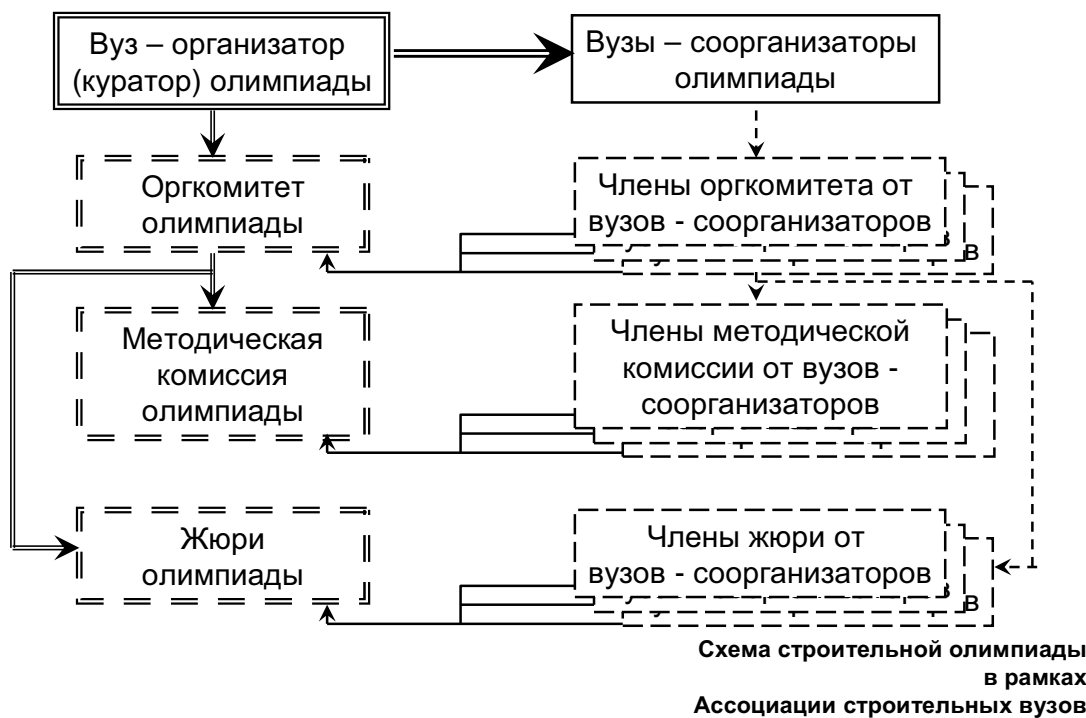 Вуз – организатор
(куратор) олимпиады
Вузы – соорганизаторы
олимпиады
Оргкомитет
олимпиады
Члены оргкомитета от
вузов - соорганизаторов
в
Методическая
комиссия
олимпиады
Члены методической
комиссии от вузов -
соорганизаторов
Жюри
олимпиады
Члены жюри от
вузов - соорганизаторов
в
Схема строительной олимпиады
в рамках
Ассоциации строительных вузов